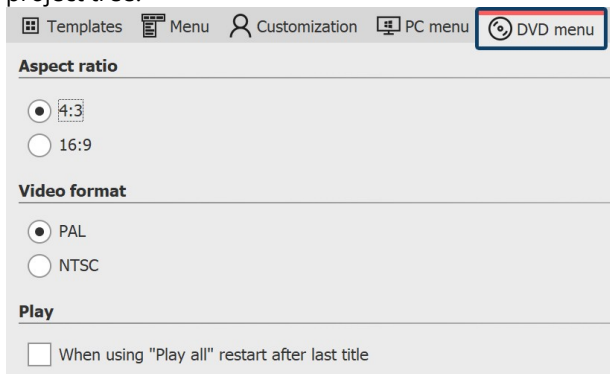 project tree.
Templates Menu Customization PC menu DVD menu
Aspect ratio
4:3
16:9
Video format
PAL
NTSC
Play
When using "Play all" restart after last title